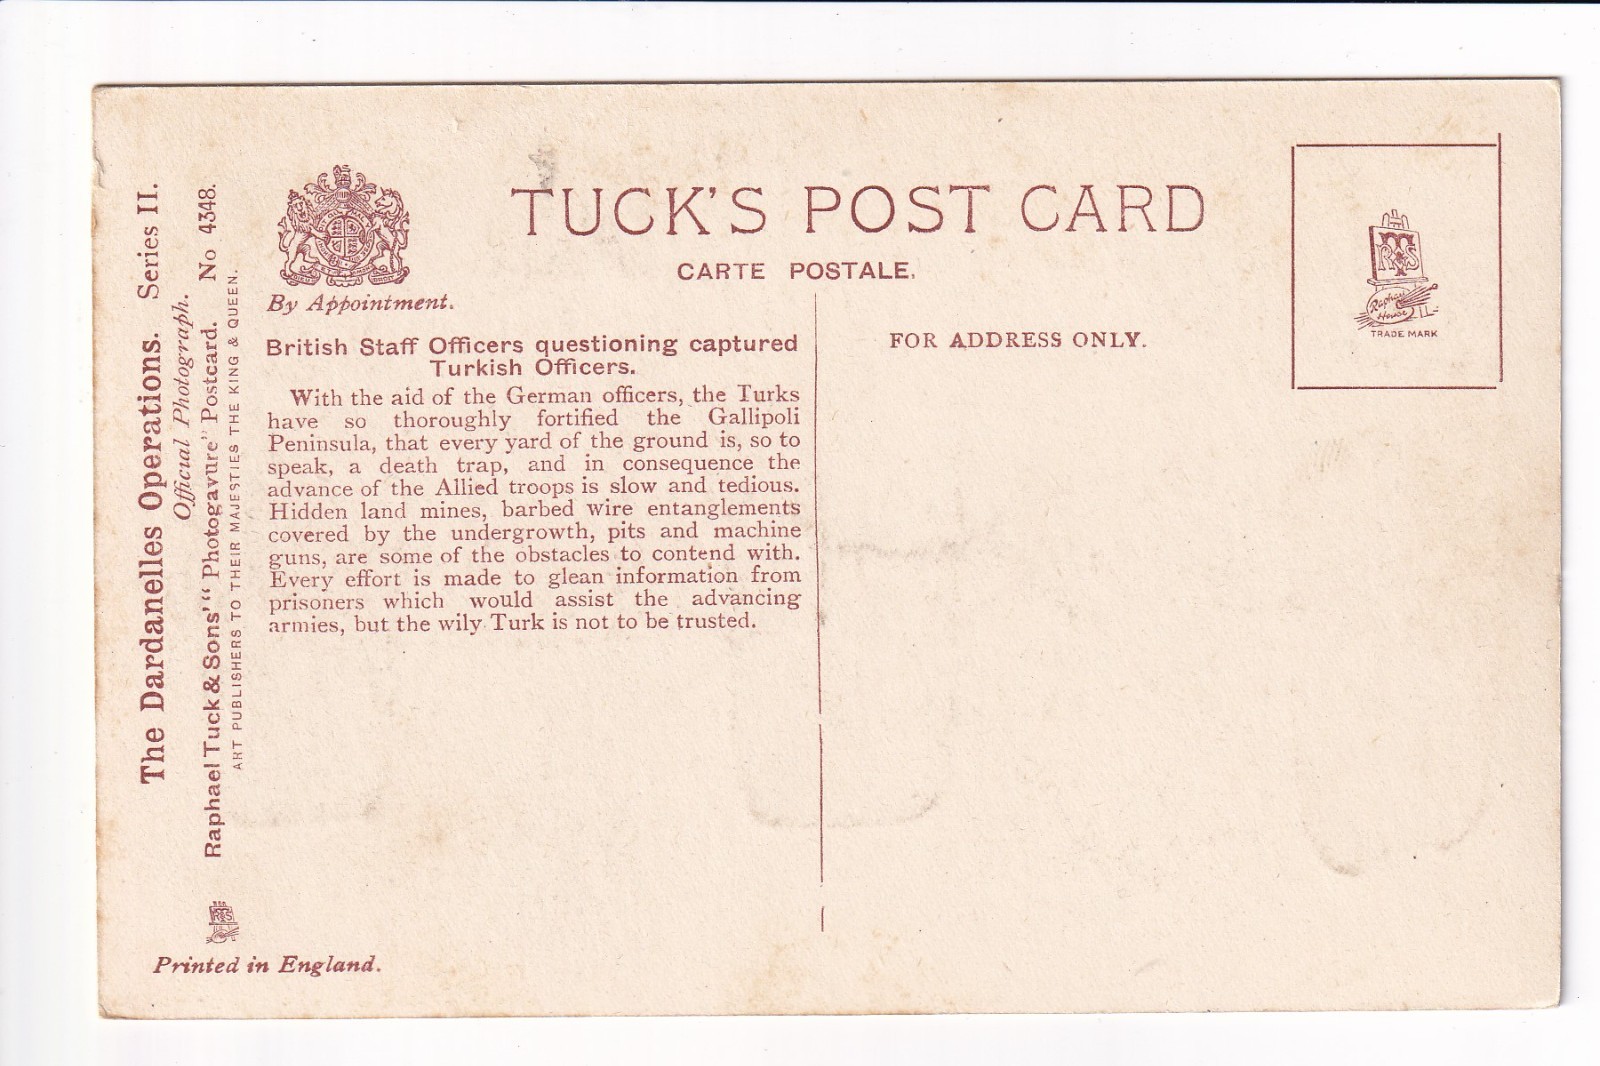 The Dardanelles Operations. Series II.
Official Photograph.
Raphael Tuck & Sons' "Photogavure" Postcard. No 4348.
ART PUBLISHERS TO THEIR MAJESTIES THE KING & QUEEN.
By Appointment.
TUCK'S POST CARD
CARTE POSTALE,
British Staff Officers questioning captured
Turkish Officers.
With the aid of the German officers, the Turks
have so thoroughly fortified the Gallipoli
Peninsula, that every yard of the ground is, so to
speak, a death trap, and in consequence the
advance of the Allied troops is slow and tedious.
Hidden land mines, barbed wire entanglements
covered by the undergrowth, pits and machine
guns, are some of the obstacles to contend with.
Every effort is made to glean information from
prisoners which would assist the advancing
armies, but the wily Turk is not to be trusted.
FOR ADDRESS ONLY.
RTS
Raphael
House
TRADE MARK
RTS
Printed in England.